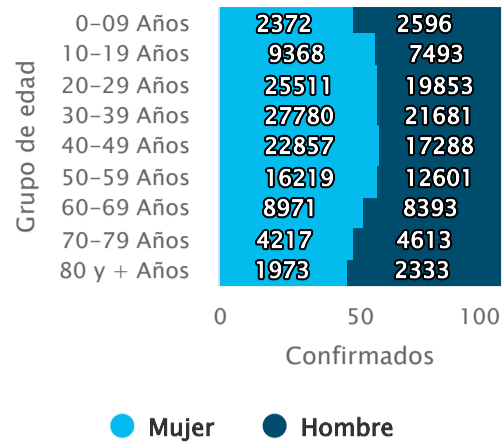 Grupo de edad
0-09 Años 2372 2596
10-19 Años 9368 7493
20-29 Años 25511 19853
30-39 Años 27780 21681
40-49 Años 22857 17288
50-59 Años 16219 12601
60-69 Años 8971 8393
70-79 Años 4217 4613
80 y + Años 1973 2333
0 50 100
Confirmados
Mujer Hombre